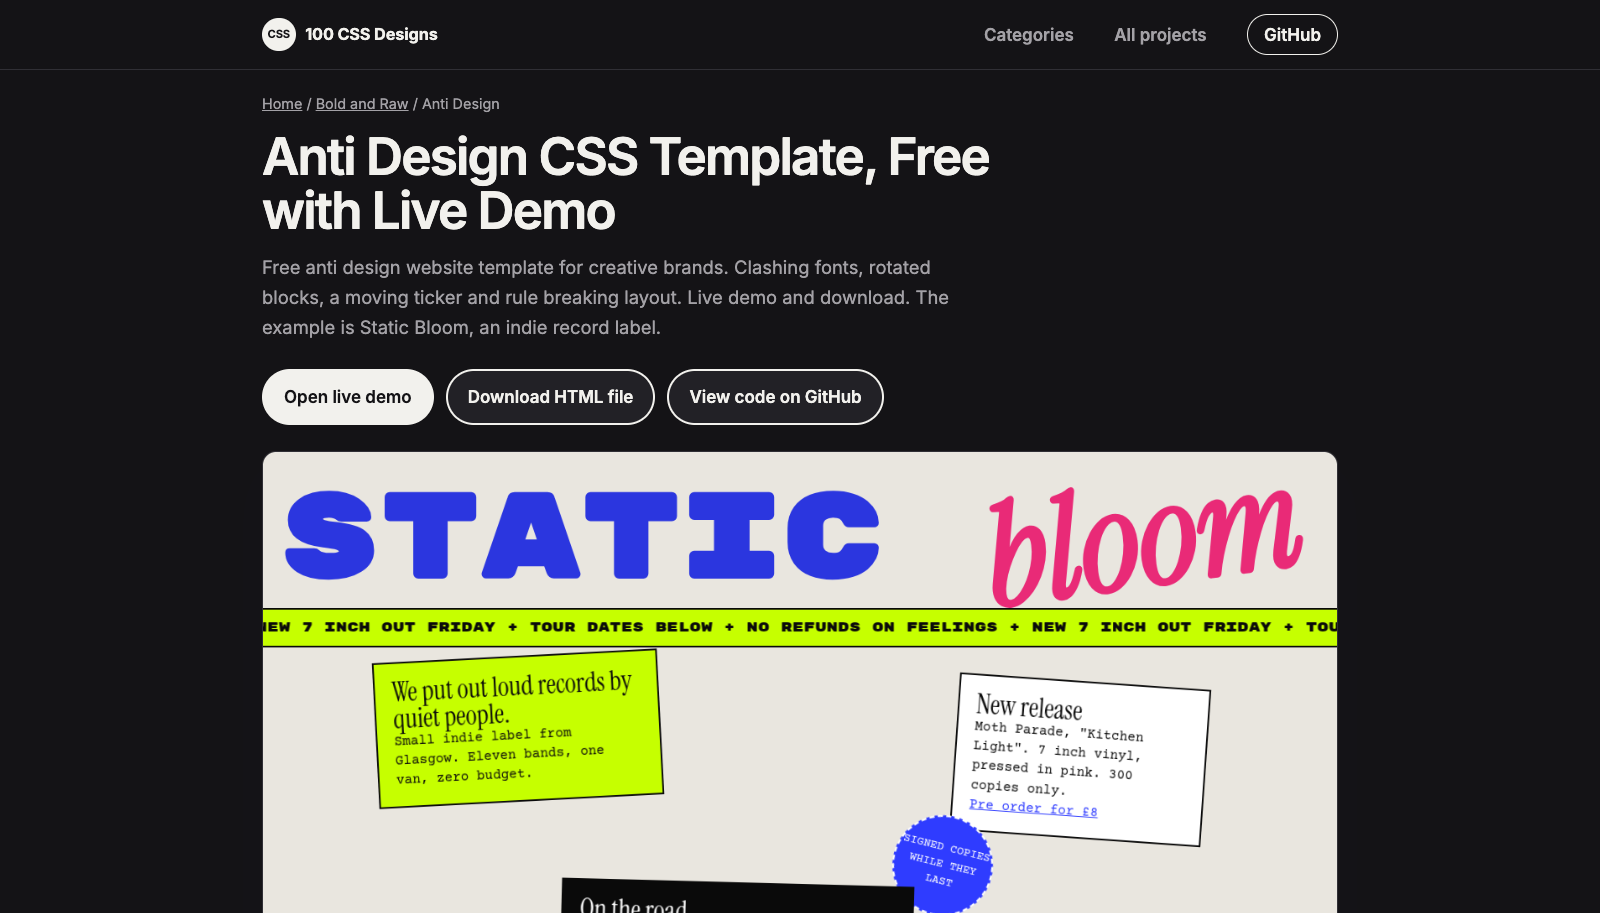 CSS 100 CSS Designs
Categories
All projects
GitHub
Home / Bold and Raw / Anti Design
Anti Design CSS Template, Free
with Live Demo
Free anti design website template for creative brands. Clashing fonts, rotated
blocks, a moving ticker and rule breaking layout. Live demo and download. The
example is Static Bloom, an indie record label.
Open live demo
Download HTML file
View code on GitHub
STATIC
bloom
NEW 7 INCH OUT FRIDAY + TOUR DATES BELOW + NO REFUNDS ON FEELINGS + NEW 7 INCH OUT FRIDAY + TOU
We put out loud records by
quiet people.
Small indie label from
Glasgow. Eleven bands, one
van, zero budget.
New release
Moth Parade, "Kitchen
Light". 7 inch vinyl,
pressed in pink. 300
copies only.
Pre order for £8
SIGNED COPIES
WHILE THEY
LAST
On the road